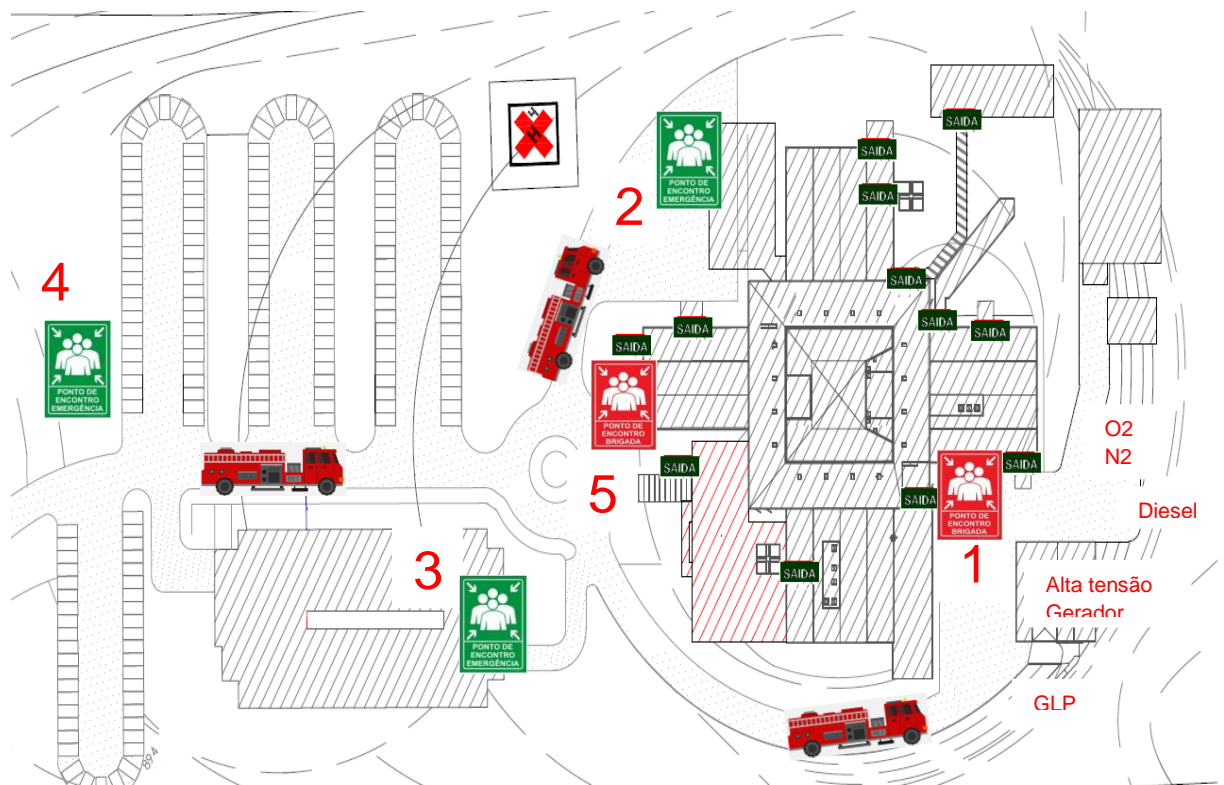 H
H
SAIDA
SAIDA
SAIDA
2
PONTO DE
ENCONTRO
EMERGÊNCIA
4
PONTO DE
ENCONTRO
EMERGÊNCIA
SAIDA
SAIDA
SAIDA
SAIDA
SAIDA
PONTO DE
ENCONTRO
BRIGADA
O2
N2
SAIDA
SAIDA
SAIDA
PONTO DE
ENCONTRO
BRIGADA
5
Diesel
1
3
SAIDA
Alta tensão
Gerador
PONTO DE
ENCONTRO
EMERGÊNCIA
GLP
894